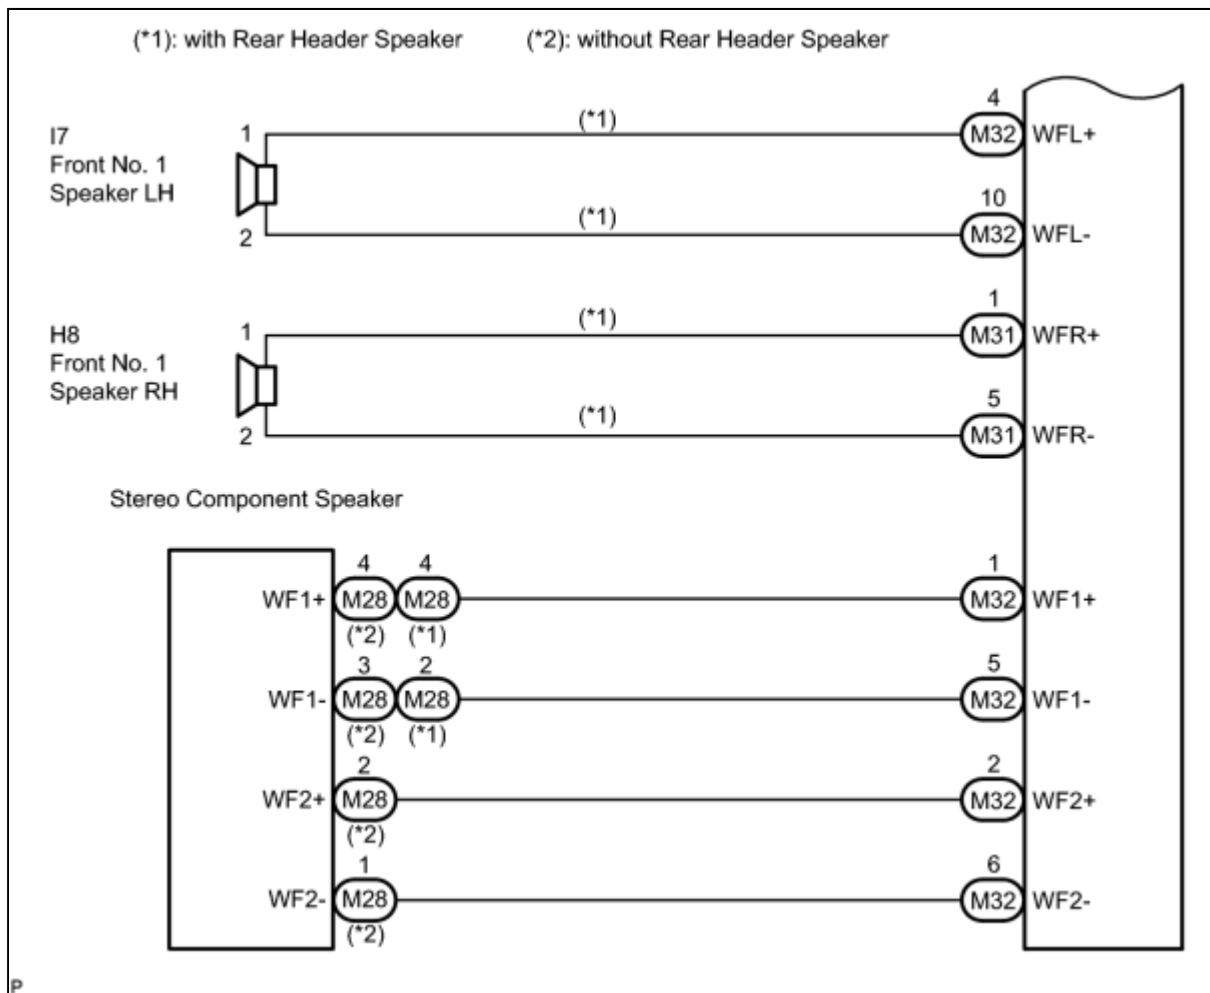 (*1): with Rear Header Speaker (*2): without Rear Header Speaker
4
(*1)
I7 1 M32 WFL+
Front No. 1
Speaker LH
10
(*1)
2 M32 WFL-
1
(*1)
H8 1 M31 WFR+
Front No. 1
Speaker RH
5
(*1)
2 M31 WFR-
Stereo Component Speaker
4 4 1
WF1+ M28 M28 M32 WF1+
(*2) (*1)
3 2 5
WF1- M28 M28 M32 WF1-
(*2) (*1)
2 2
WF2+ M28 M32 WF2+
(*2)
1 6
WF2- M28 M32 WF2-
(*2)
P